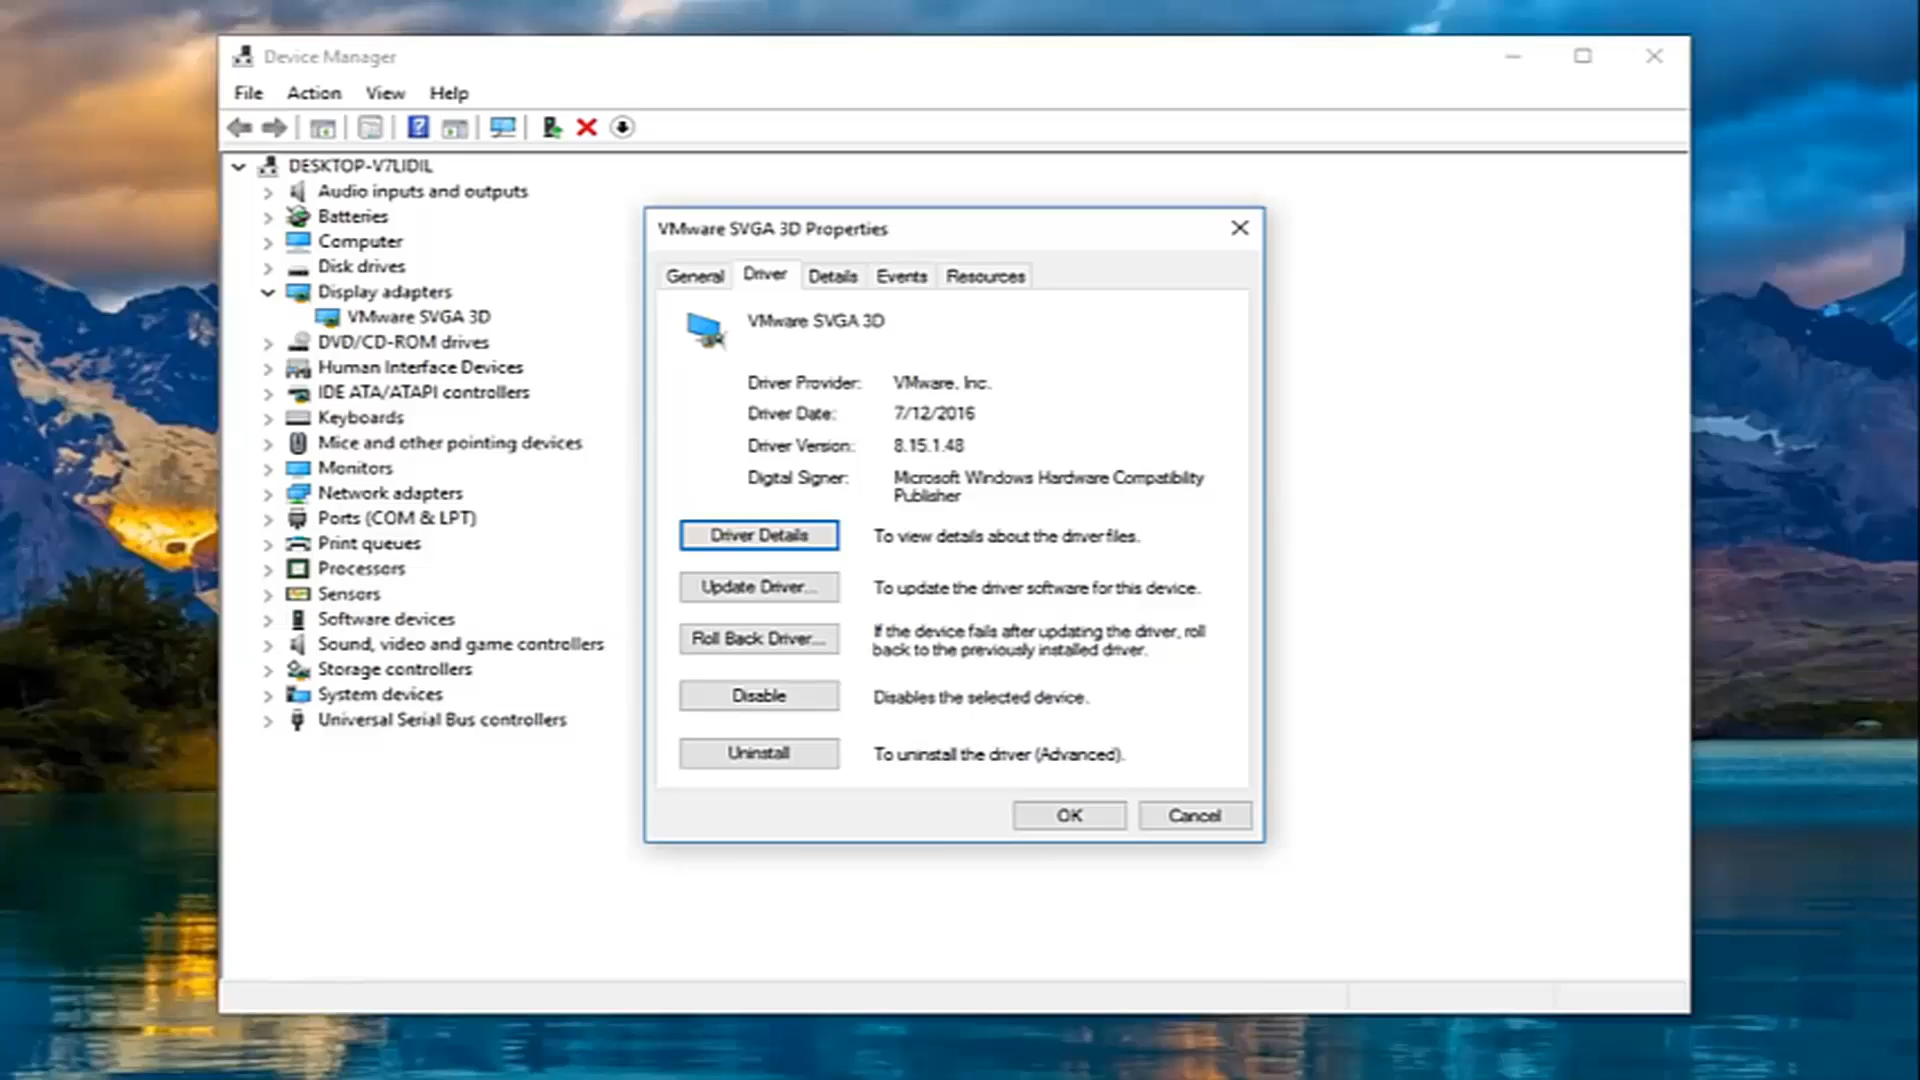 Device Manager
File Action View Help
DESKTOP-V7LIDIL
Audio inputs and outputs
Batteries
Computer
Disk drives
Display adapters
VMware SVGA 3D
DVD/CD-ROM drives
Human Interface Devices
IDE ATA/ATAPI controllers
Keyboards
Mice and other pointing devices
Monitors
Network adapters
Ports (COM & LPT)
Print queues
Processors
Sensors
Software devices
Sound, video and game controllers
Storage controllers
System devices
Universal Serial Bus controllers
VMware SVGA 3D Properties
General Driver Details Events Resources
VMware SVGA 3D
Driver Provider: VMware, Inc.
Driver Date: 7/12/2016
Driver Version: 8.15.1.48
Digital Signer: Microsoft Windows Hardware Compatibility
Publisher
Driver Details To view details about the driver files.
Update Driver... To update the driver software for this device.
Roll Back Driver... If the device fails after updating the driver, roll
back to the previously installed driver.
Disable Disables the selected device.
Uninstall To uninstall the driver (Advanced).
OK Cancel